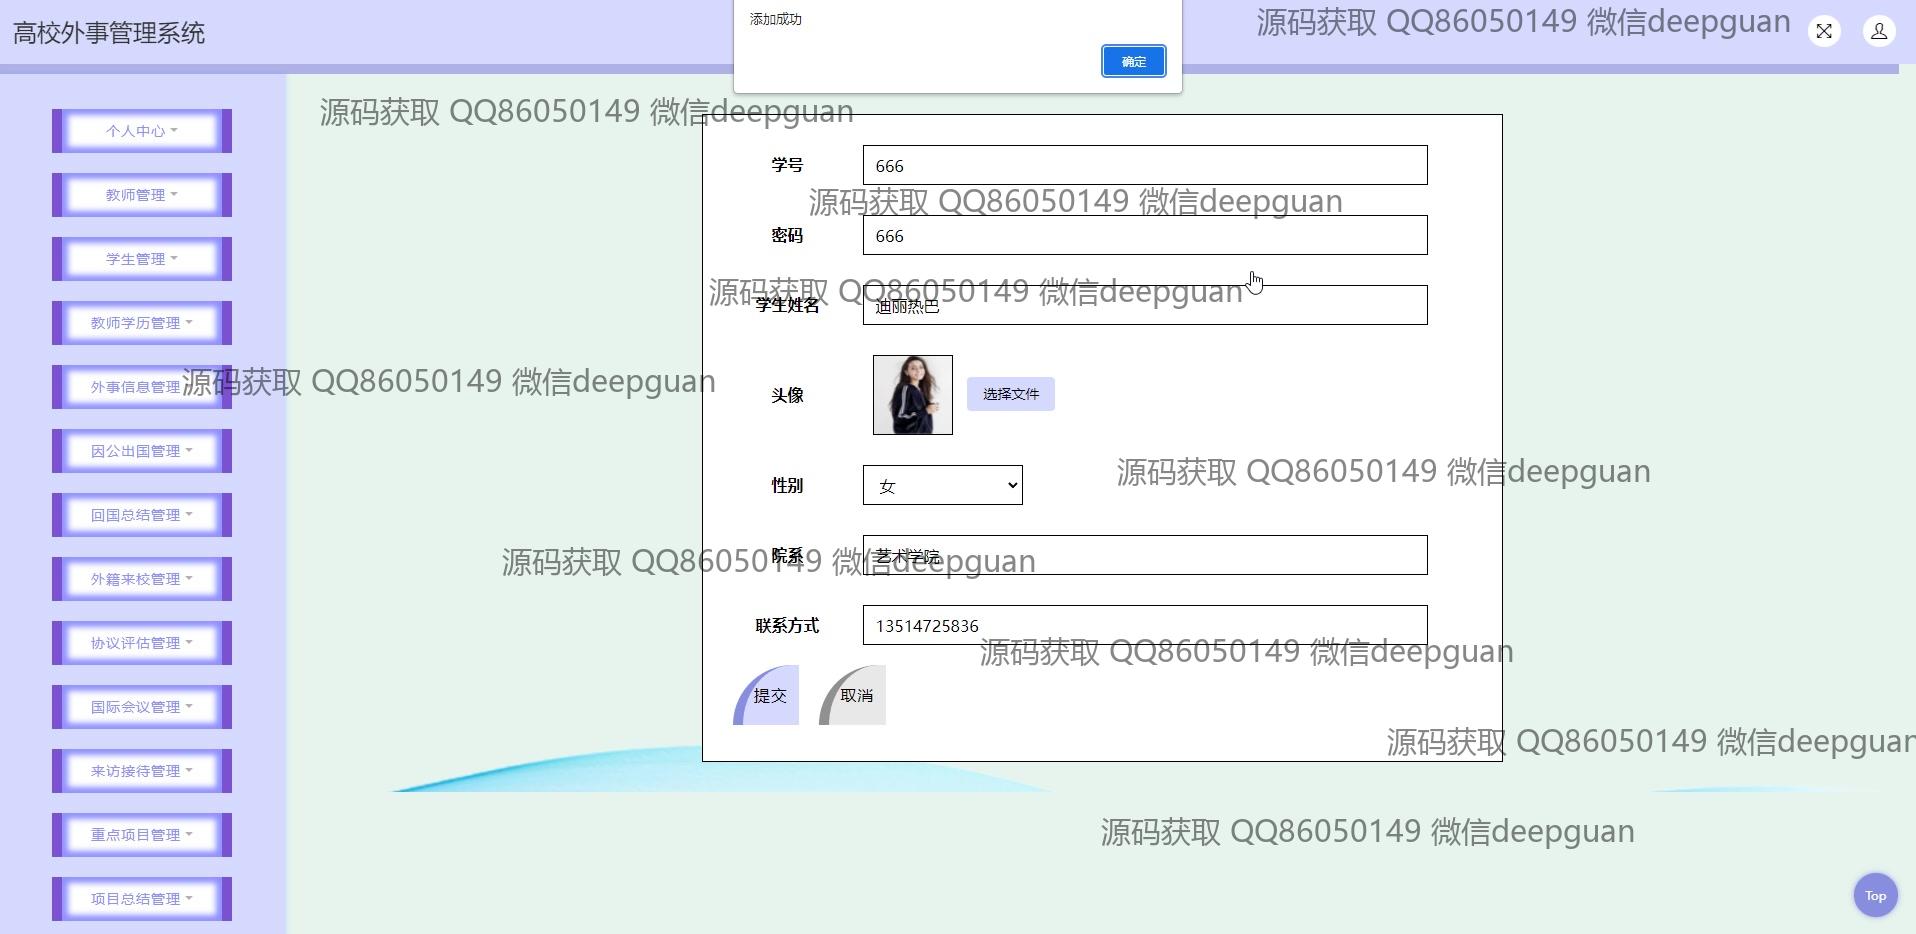 高校外事管理系统
添加成功
确定
源码获取 QQ86050149 微信deepguan
源码获取 QQ86050149 微信deepguan
个人中心
教师管理
学生管理
教师学历管理
外事信息管理
因公出国管理
回国总结管理
外籍来校管理
协议评估管理
国际会议管理
来访接待管理
重点项目管理
项目总结管理
学号 666
源码获取 QQ86050149 微信deepguan
密码 666
源码获取 QQ86050149 微信deepguan
学生姓名 迪丽热巴
源码获取 QQ86050149 微信deepguan
头像 选择文件
源码获取 QQ86050149 微信deepguan
性别 女
院系 艺术学院
源码获取 QQ86050149 微信deepguan
联系方式 13514725836
源码获取 QQ86050149 微信deepguan
提交 取消
源码获取 QQ86050149 微信deepguan
源码获取 QQ86050149 微信deepguan
Top